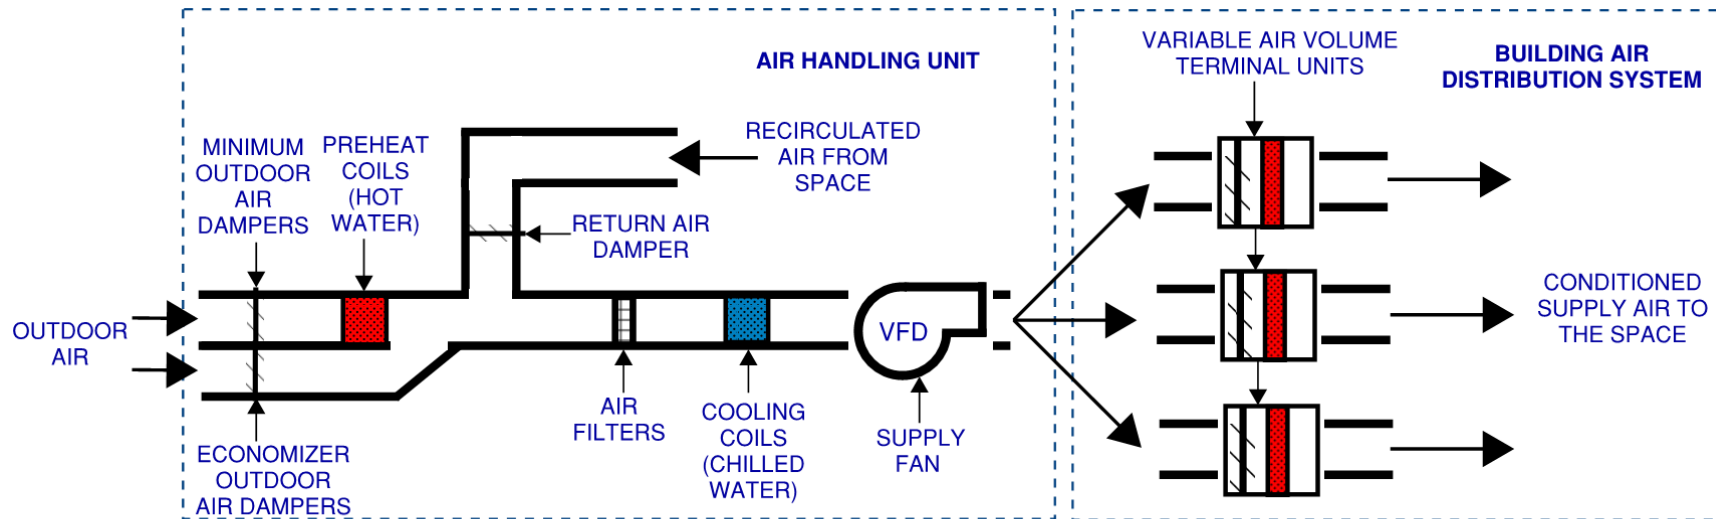 AIR HANDLING UNIT
VARIABLE AIR VOLUME
TERMINAL UNITS
BUILDING AIR
DISTRIBUTION SYSTEM
MINIMUM
OUTDOOR
AIR
DAMPERS
PREHEAT
COILS
(HOT
WATER)
RECIRCULATED
AIR FROM
SPACE
RETURN AIR
DAMPER
OUTDOOR
AIR
VFD
CONDITIONED
SUPPLY AIR TO
THE SPACE
ECONOMIZER
OUTDOOR
AIR DAMPERS
AIR
FILTERS
COOLING
COILS
(CHILLED
WATER)
SUPPLY
FAN